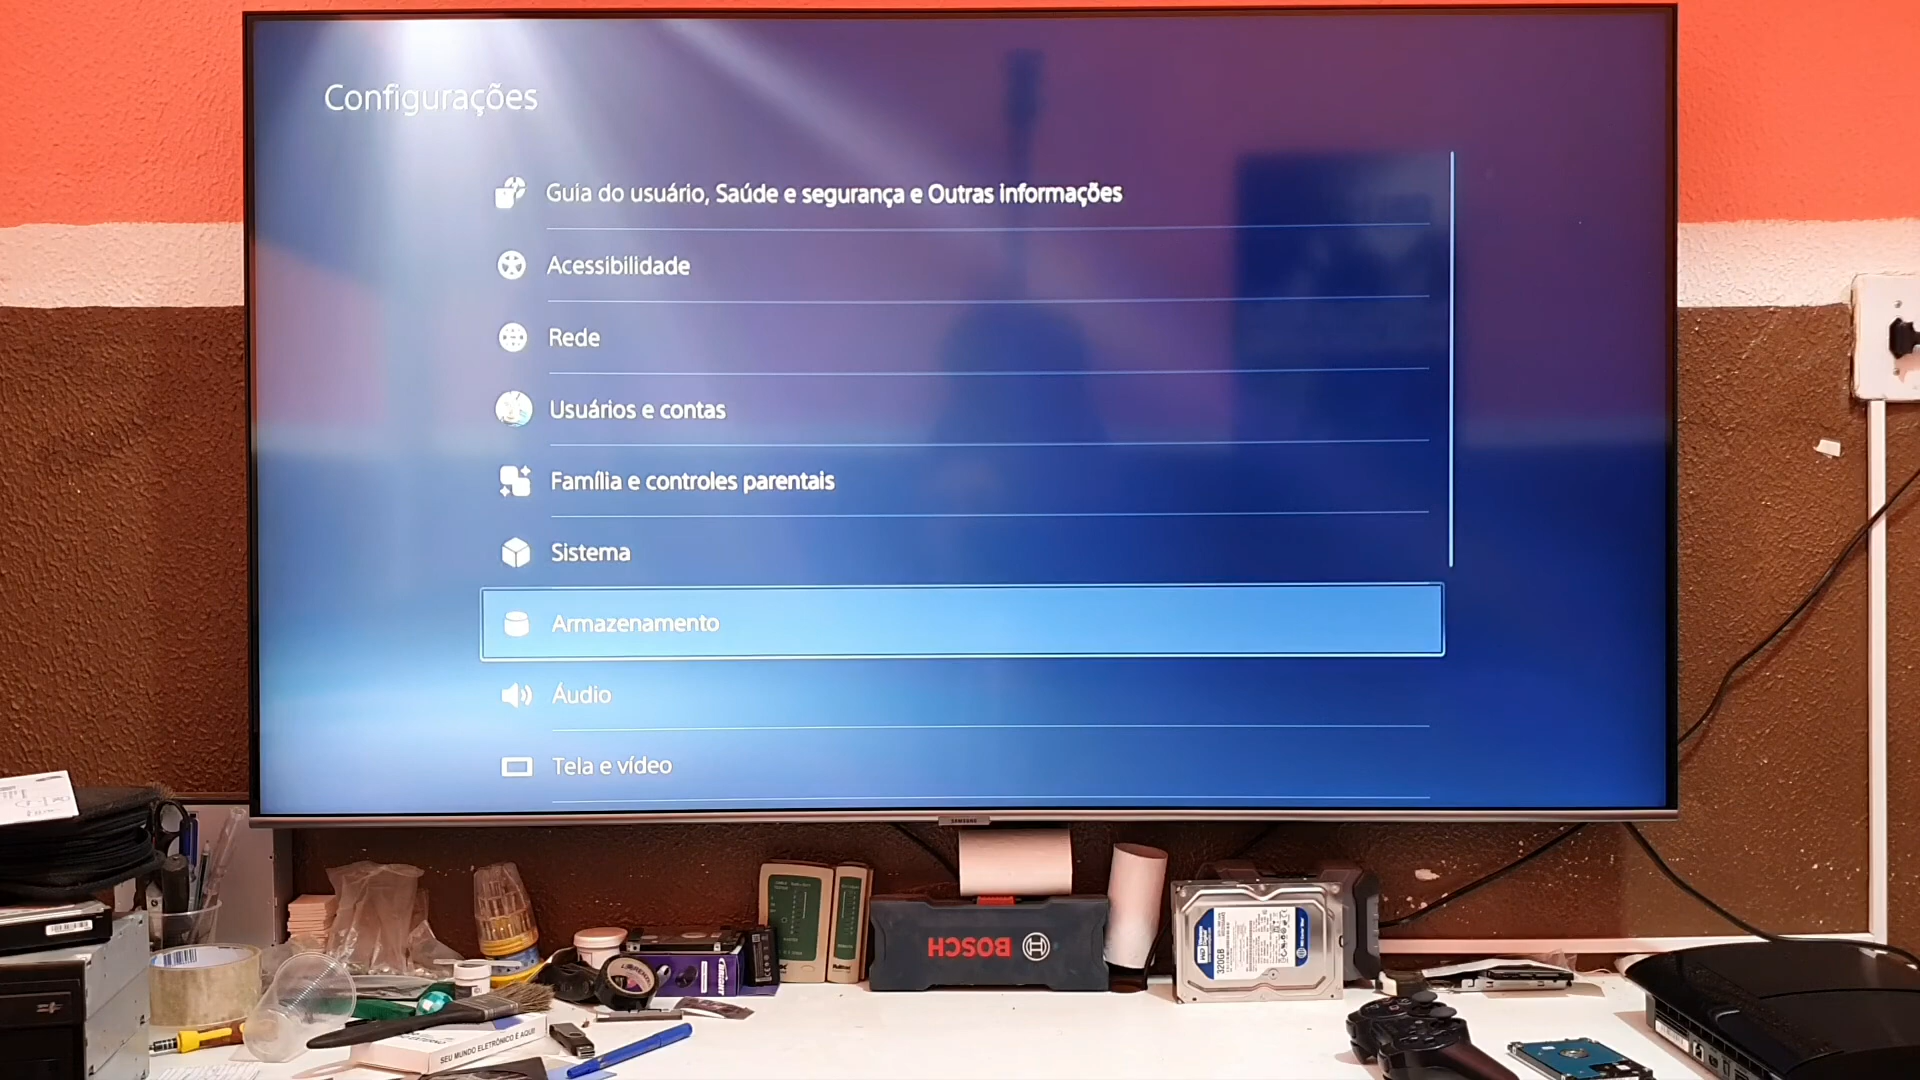 Configurações
Guia do usuário, Saúde e segurança e Outras informações
Acessibilidade
Rede
Usuários e contas
Família e controles parentais
Sistema
Armazenamento
Áudio
Tela e vídeo
SAMSUNG
BOSCH
320GB
SEU MUNDO ELETRÔNICO É AQUI!